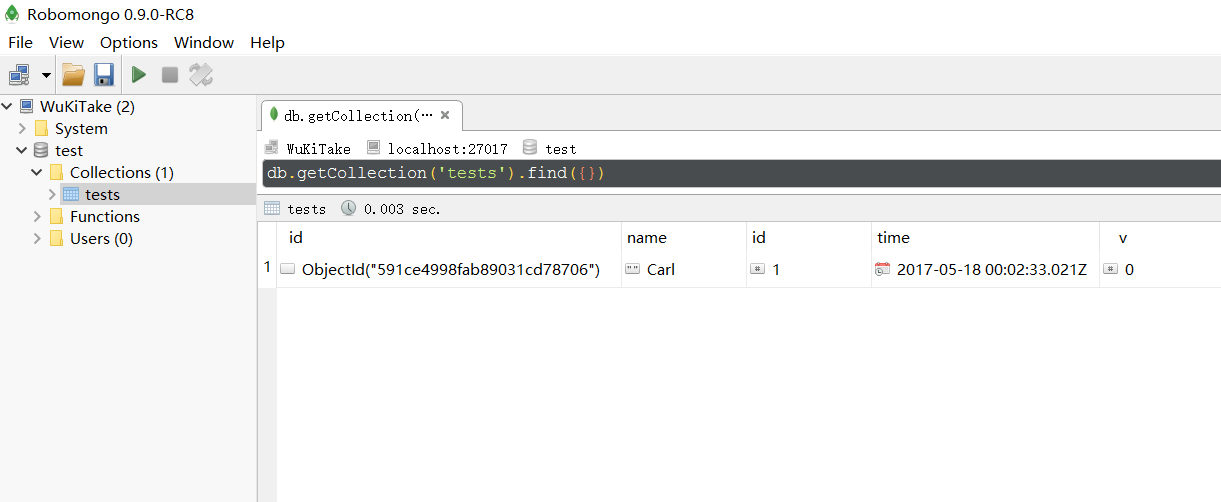 Robomongo 0.9.0-RC8
File View Options Window Help
WuKiTake (2)
System
test
Collections (1)
tests
Functions
Users (0)
db.getCollection(⋯
WuKiTake localhost:27017 test
db.getCollection('tests').find({})
tests 0.003 sec.
id name id time v
1 ObjectId("591ce4998fab89031cd78706") "" Carl # 1 2017-05-18 00:02:33.021Z # 0